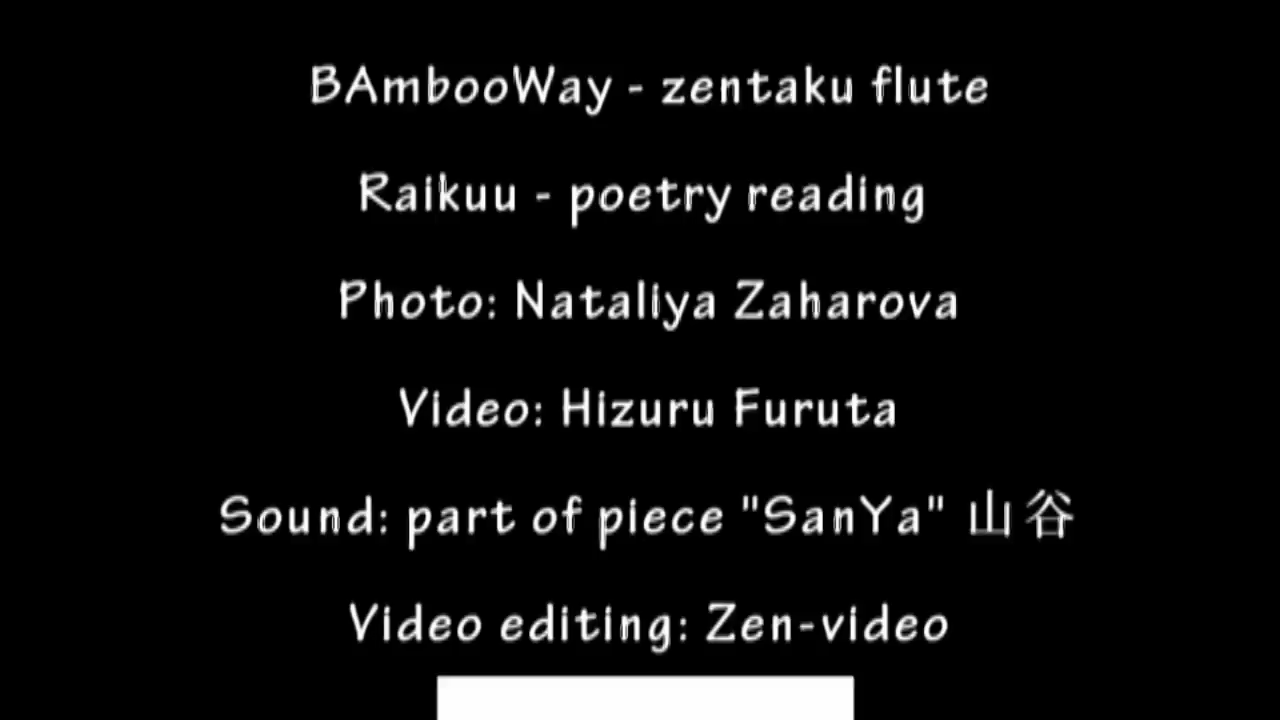 BAmbooWay - zentaku flute
Raikuu - poetry reading
Photo: Nataliya Zaharova
Video: Hizuru Furuta
Sound: part of piece "SanYa" 山谷
Video editing: Zen-video